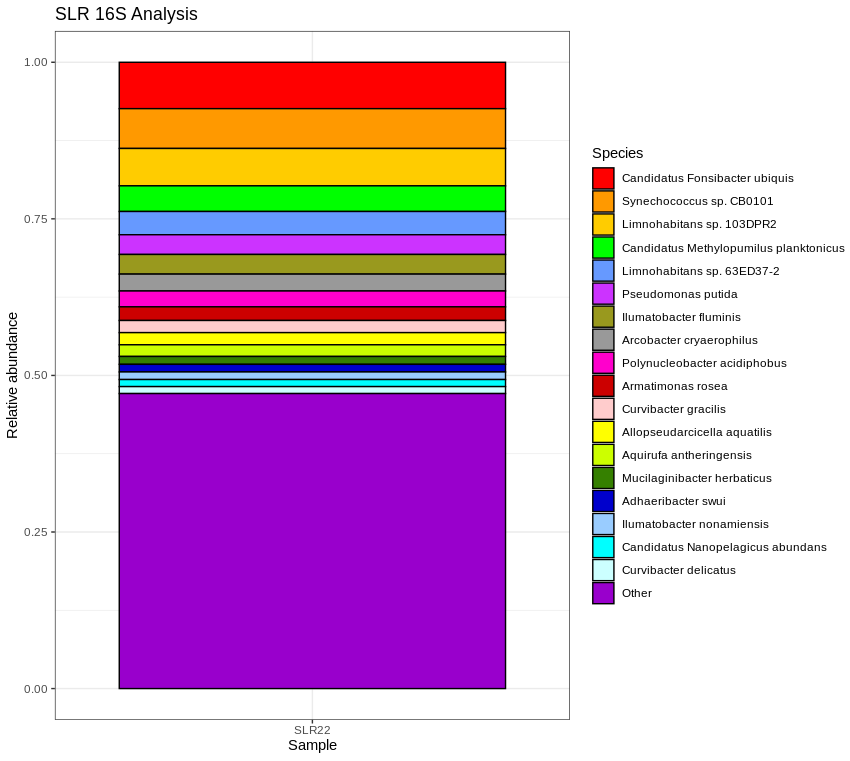 SLR 16S Analysis
1.00
0.75
0.50
0.25
0.00
Relative abundance
SLR22
Sample
Species
Candidatus Fonsibacter ubiquis
Synechococcus sp. CB0101
Limnohabitans sp. 103DPR2
Candidatus Methylopumilus planktonicus
Limnohabitans sp. 63ED37-2
Pseudomonas putida
Ilumatobacter fluminis
Arcobacter cryaerophilus
Polynucleobacter acidiphobus
Armatimonas rosea
Curvibacter gracilis
Allopseudarcicella aquatilis
Aquirufa antheringensis
Mucilaginibacter herbaticus
Adhaeribacter swui
Ilumatobacter nonamiensis
Candidatus Nanopelagicus abundans
Curvibacter delicatus
Other